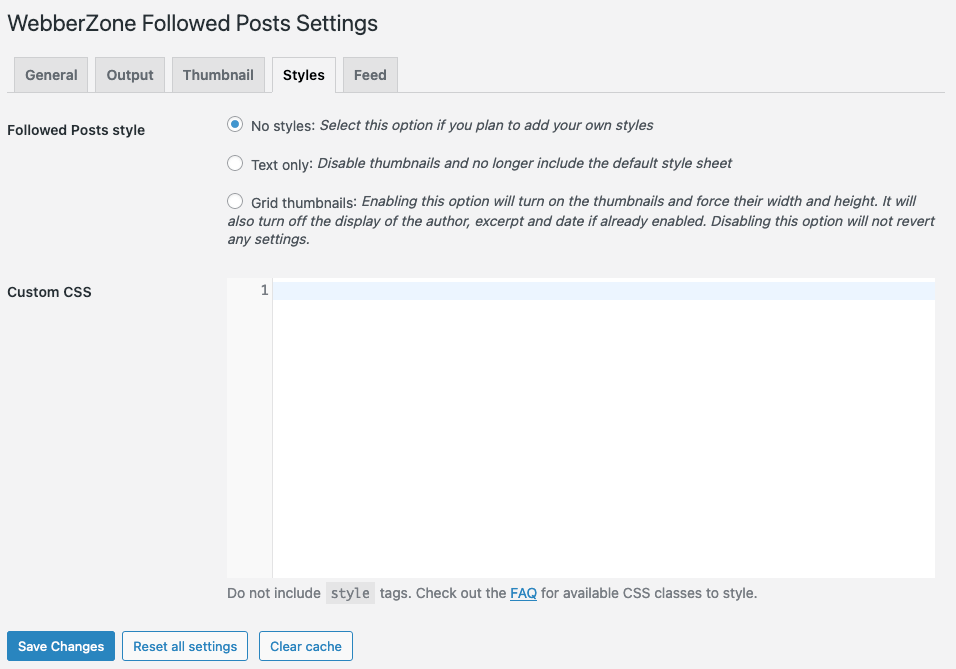 WebberZone Followed Posts Settings
General Output Thumbnail Styles Feed
Followed Posts style
No styles: Select this option if you plan to add your own styles
Text only: Disable thumbnails and no longer include the default style sheet
Grid thumbnails: Enabling this option will turn on the thumbnails and force their width and height. It will
also turn off the display of the author, excerpt and date if already enabled. Disabling this option will not revert
any settings.
Custom CSS
1
Do not include style tags. Check out the FAQ for available CSS classes to style.
Save Changes Reset all settings Clear cache